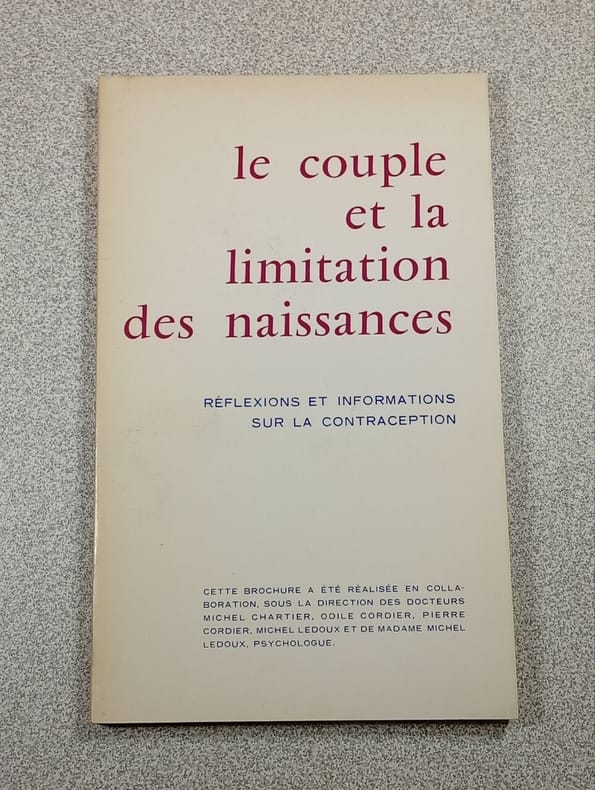 le couple
et la
limitation
des naissances
RÉFLEXIONS ET INFORMATIONS
SUR LA CONTRACEPTION
CETTE BROCHURE A ÉTÉ RÉALISÉE EN COLLA-
BORATION, SOUS LA DIRECTION DES DOCTEURS
MICHEL CHARTIER, ODILE CORDIER, PIERRE
CORDIER, MICHEL LEDOUX ET DE MADAME MICHEL
LEDOUX, PSYCHOLOGUE.